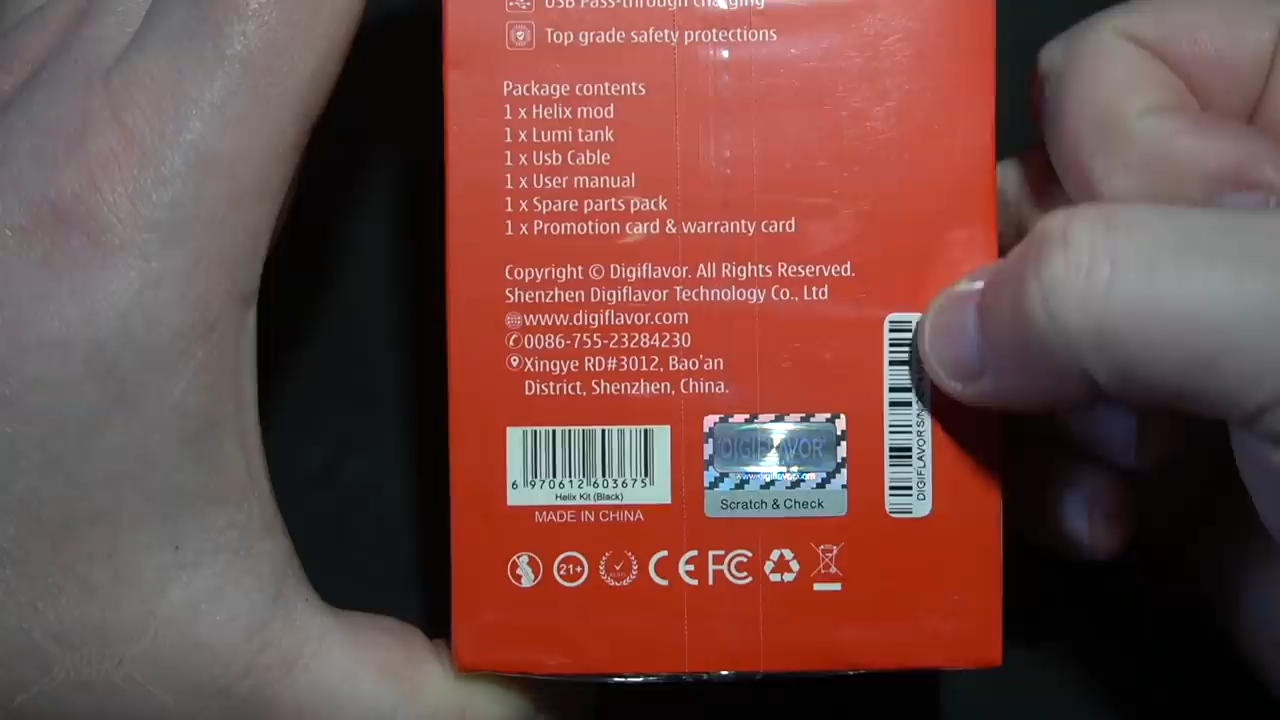 USB Pass-through charging
Top grade safety protections
Package contents
1 x Helix mod
1 x Lumi tank
1 x Usb Cable
1 x User manual
1 x Spare parts pack
1 x Promotion card & warranty card
Copyright © Digiflavor. All Rights Reserved.
Shenzhen Digiflavor Technology Co., Ltd
www.digiflavor.com
0086-755-23284230
Xingye RD#3012, Bao'an
District, Shenzhen, China.
6 970612 603675
Helix Kit (Black)
MADE IN CHINA
DIGIFLAVOR
www.digiflavor.com
Scratch & Check
DIGIFLAVOR S/N
21+
CE FC